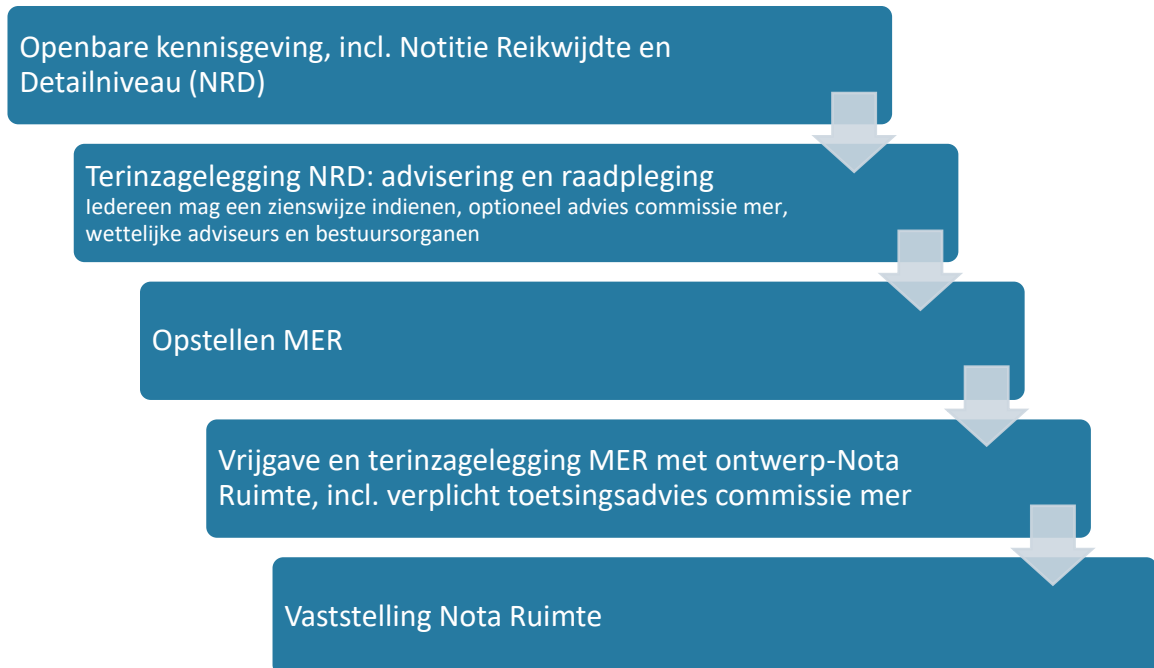 Openbare kennisgeving, incl. Notitie Reikwijdte en
Detailniveau (NRD)
Terinzagelegging NRD: advisering en raadpleging
Iedereen mag een zienswijze indienen, optioneel advies commissie mer,
wettelijke adviseurs en bestuursorganen
Opstellen MER
Vrijgave en terinzagelegging MER met ontwerp-Nota
Ruimte, incl. verplicht toetsingsadvies commissie mer
Vaststelling Nota Ruimte